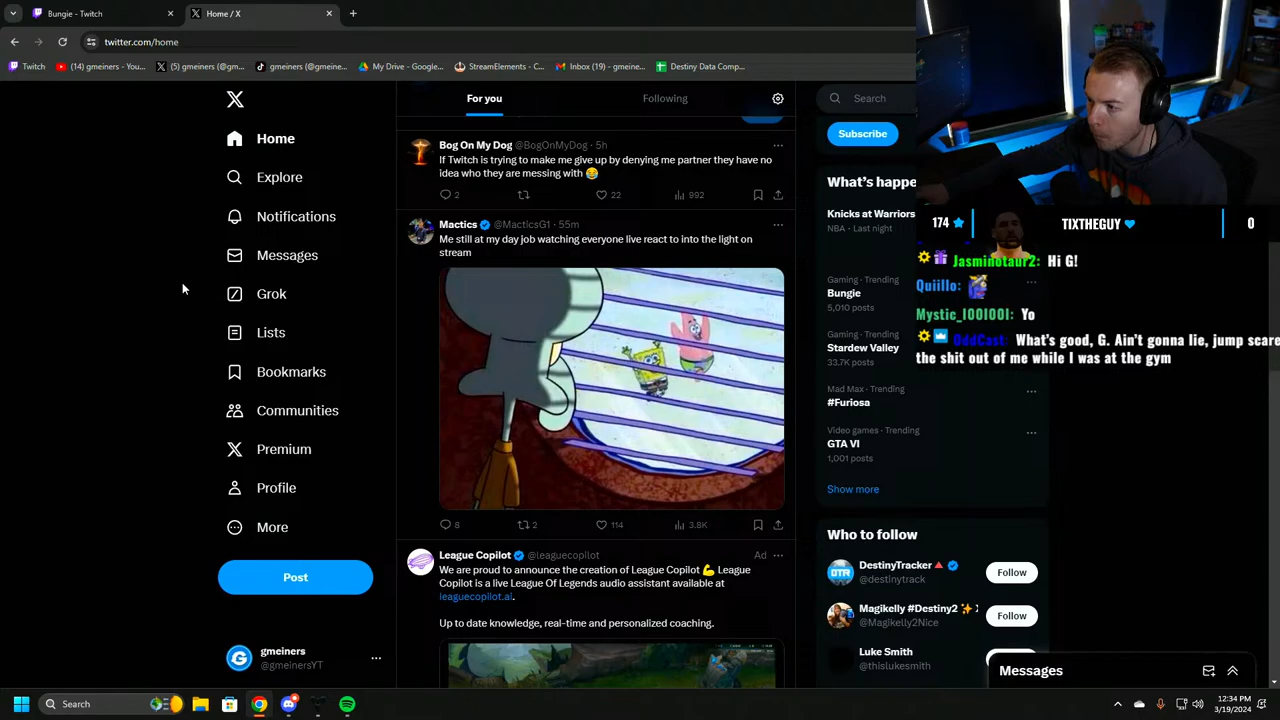 Bungie - Twitch
Home / X
twitter.com/home
Twitch
(14) gmeiners - You...
(5) gmeiners (@gm...
gmeiners (@gmeine...
My Drive - Google...
StreamElements - C...
Inbox (19) - gmeine...
Destiny Data Comp...
Home
Explore
Notifications
Messages
Grok
Lists
Bookmarks
Communities
Premium
Profile
More
Post
gmeiners
@gmeinersYT
For you
Following
Bog On My Dog @BogOnMyDog · 5h
If Twitch is trying to make me give up by denying me partner they have no
idea who they are messing with 😂
2
22
992
Mactics @MacticsG1 · 55m
Me still at my day job watching everyone live react to into the light on
stream
8
2
114
3.8K
League Copilot @leaguecopilot
Ad
We are proud to announce the creation of League Copilot 💪 League
Copilot is a live League Of Legends audio assistant available at
leaguecopilot.ai.
Up to date knowledge, real-time and personalized coaching.
Search
Subscribe
What's happe
Knicks at Warriors
NBA · Last night
Gaming · Trending
Bungie
5,010 posts
Gaming · Trending
Stardew Valley
33.7K posts
Mad Max · Trending
#Furiosa
Video games · Trending
GTA VI
1,001 posts
Show more
Who to follow
DestinyTracker
@destinytrack
Follow
Magikelly #Destiny2
@Magikelly2Nice
Follow
Luke Smith
@thislukesmith
Messages
174
TIXTHEGUY
0
Jasminotaur2: Hi G!
Quiillo:
Mystic_1001001: Yo
OddCast: What's good, G. Ain't gonna lie, jump scare
the shit out of me while I was at the gym
Search
12:34 PM
3/19/2024